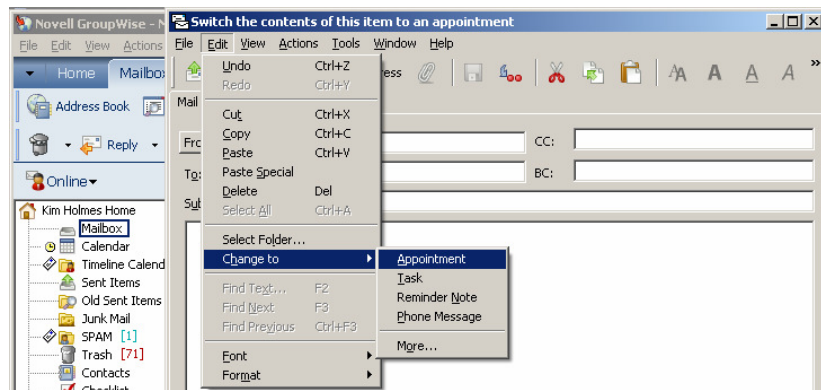 Novell GroupWise - N
Switch the contents of this item to an appointment
File Edit View Actions
File Edit View Actions Tools Window Help
Home Mailbo
Address Book
Reply
Online
Kim Holmes Home
Mailbox
Calendar
Timeline Calend
Sent Items
Old Sent Items
Junk Mail
SPAM [1]
Trash [71]
Contacts
Checklist
Undo Ctrl+Z
Redo Ctrl+Y
Cut Ctrl+X
Copy Ctrl+C
Paste Ctrl+V
Paste Special
Delete Del
Select All Ctrl+A
Select Folder...
Change to
Find Text... F2
Find Next F3
Find Previous Ctrl+F3
Font
Format
Appointment
Task
Reminder Note
Phone Message
More...
ress
A A A A »
Mail
Fro
CC:
To:
BC:
Sub